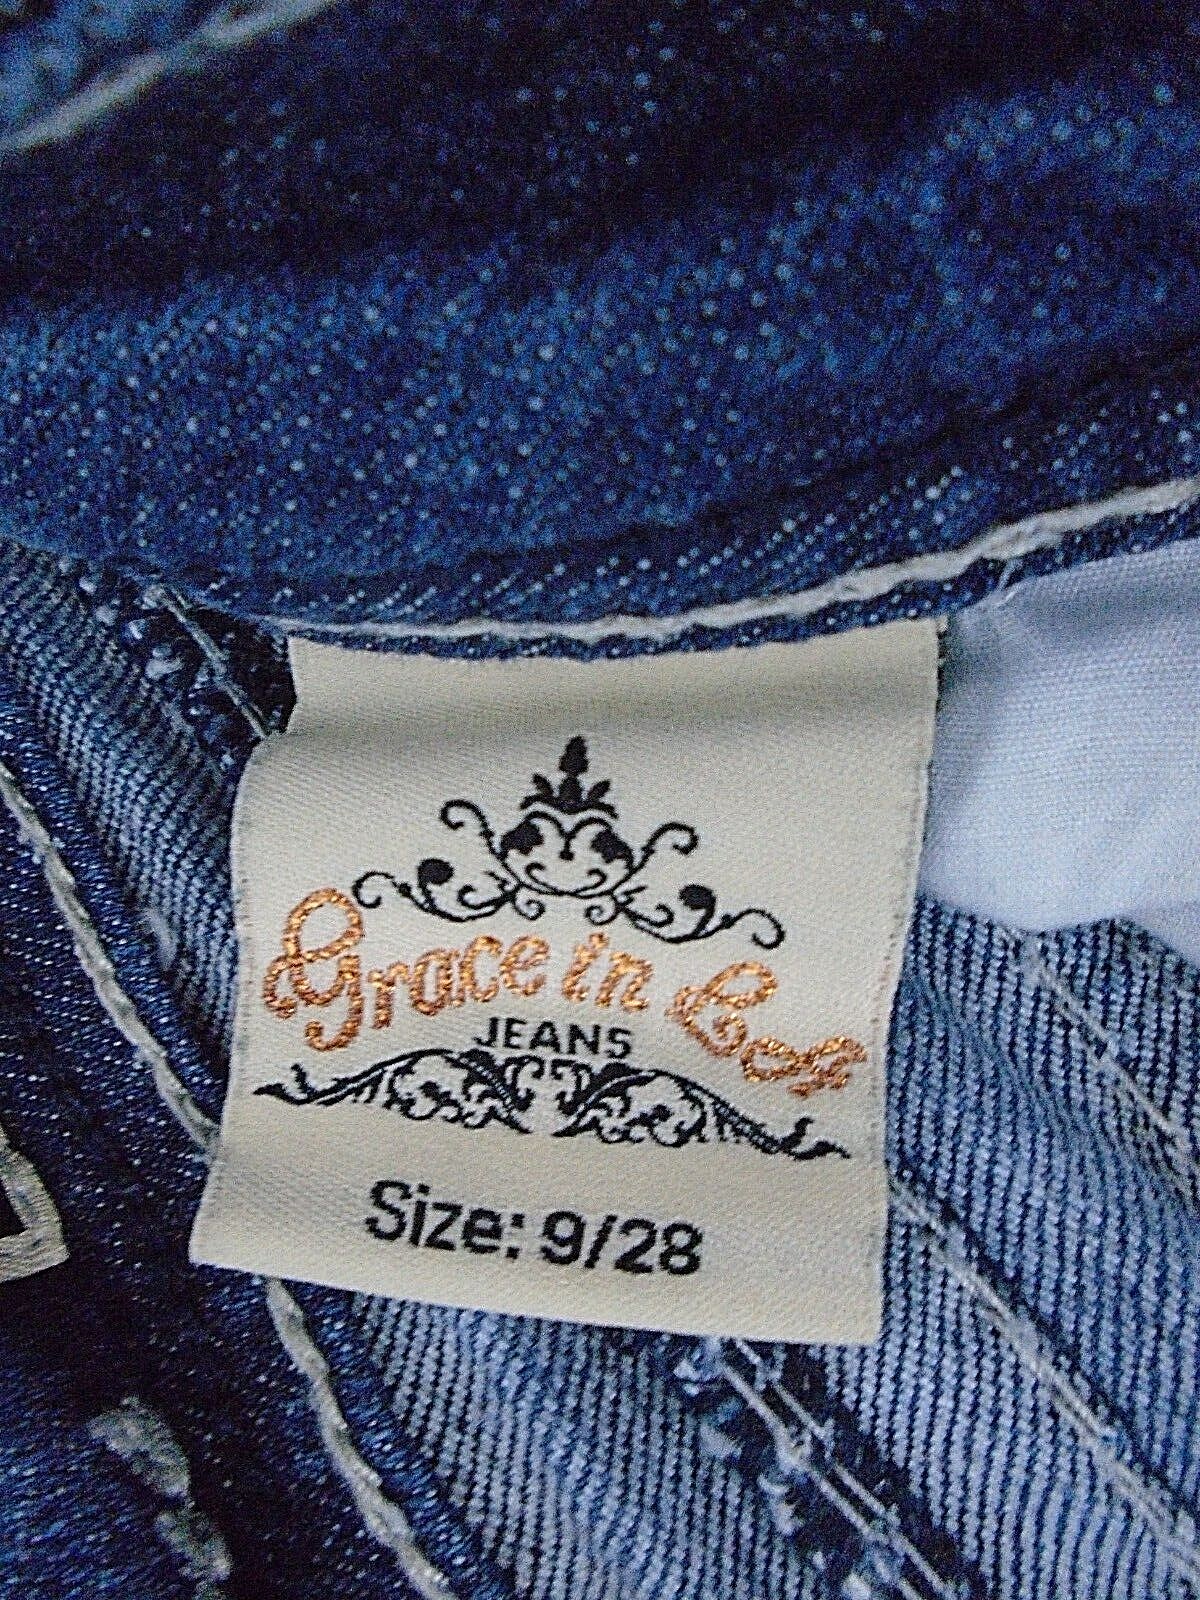 Grace in LA
JEANS
Size: 9/28